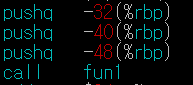 pushq -32(%rbp)
pushq -40(%rbp)
pushq -48(%rbp)
call fun1